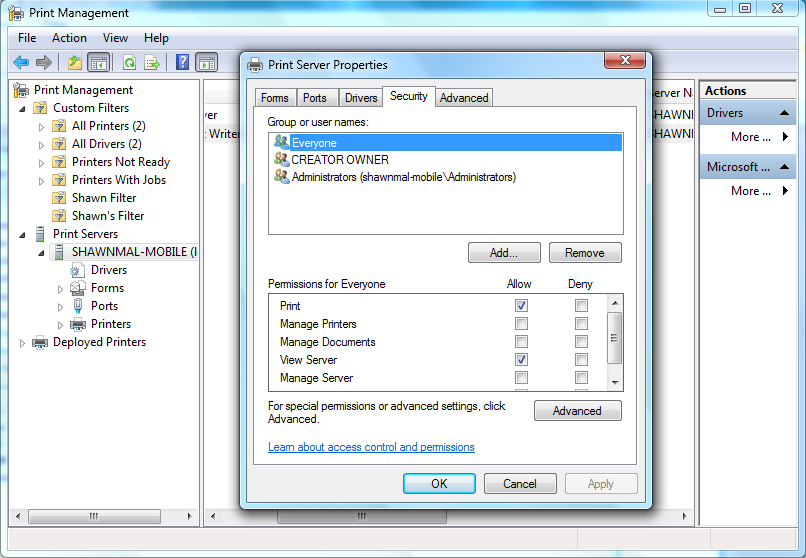 Print Management
File Action View Help
Print Management
Custom Filters
All Printers (2)
All Drivers (2)
Printers Not Ready
Printers With Jobs
Shawn Filter
Shawn's Filter
Print Servers
SHAWNMAL-MOBILE (
Drivers
Forms
Ports
Printers
Deployed Printers
ver
t Writer
erver N
SHAWNI
SHAWNI
Print Server Properties
Forms Ports Drivers Security Advanced
Group or user names:
Everyone
CREATOR OWNER
Administrators (shawnmal-mobile\Administrators)
Add... Remove
Permissions for Everyone Allow Deny
Print
Manage Printers
Manage Documents
View Server
Manage Server
For special permissions or advanced settings, click
Advanced.
Advanced
Learn about access control and permissions
OK Cancel Apply
Actions
Drivers
More ...
Microsoft ...
More ...